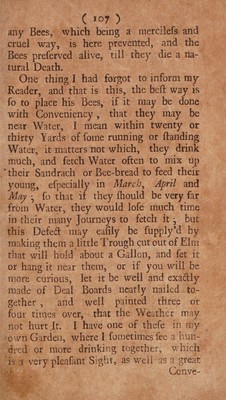 ( 107 )
any Bees, which being a mercileſs and
cruel way, is here prevented, and the
Bees preſerved alive, till they die a na-
tural Death.
One thing I had forgot to inform my
Reader, and that is this, the beſt way is
ſo to place his Bees, if it may be done
with Conveniency, that they may be
near Water, I mean within twenty or
thirty Yards of ſome running or ſtanding
Water, it matters not which, they drink
much, and fetch Water often to mix up
their Sandrach or Bee-bread to feed their
young, eſpecially in March, April and
May; ſo that if they ſhould be very far
from Water, they would loſe much time
in their many Journeys to fetch it; but
this Defect may eaſily be ſupply'd by
making them a little Trough cut out of Elm
that will hold about a Gallon, and ſet it
or hang it near them, or if you will be
more curious, let it be well and exactly
made of Deal Boards neatly nailed to-
gether, and well painted three or
four times over, that the Weather may
not hurt It. I have one of theſe in my
own Garden, where I ſometimes ſee a hun-
dred or more drinking together, which
is a very pleaſant Sight, as well as a great
Conve-